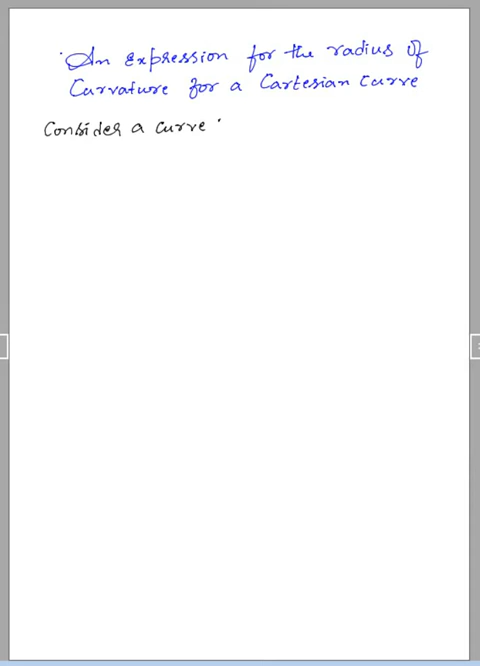 An expression for the radius of
Curvature for a Cartesian Curve
Consider a curve